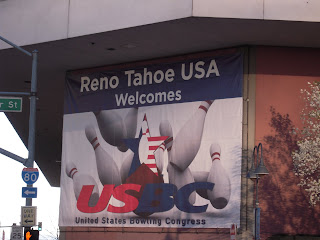 Reno Tahoe USA
Welcomes
USBC
United States Bowling Congress
St
80